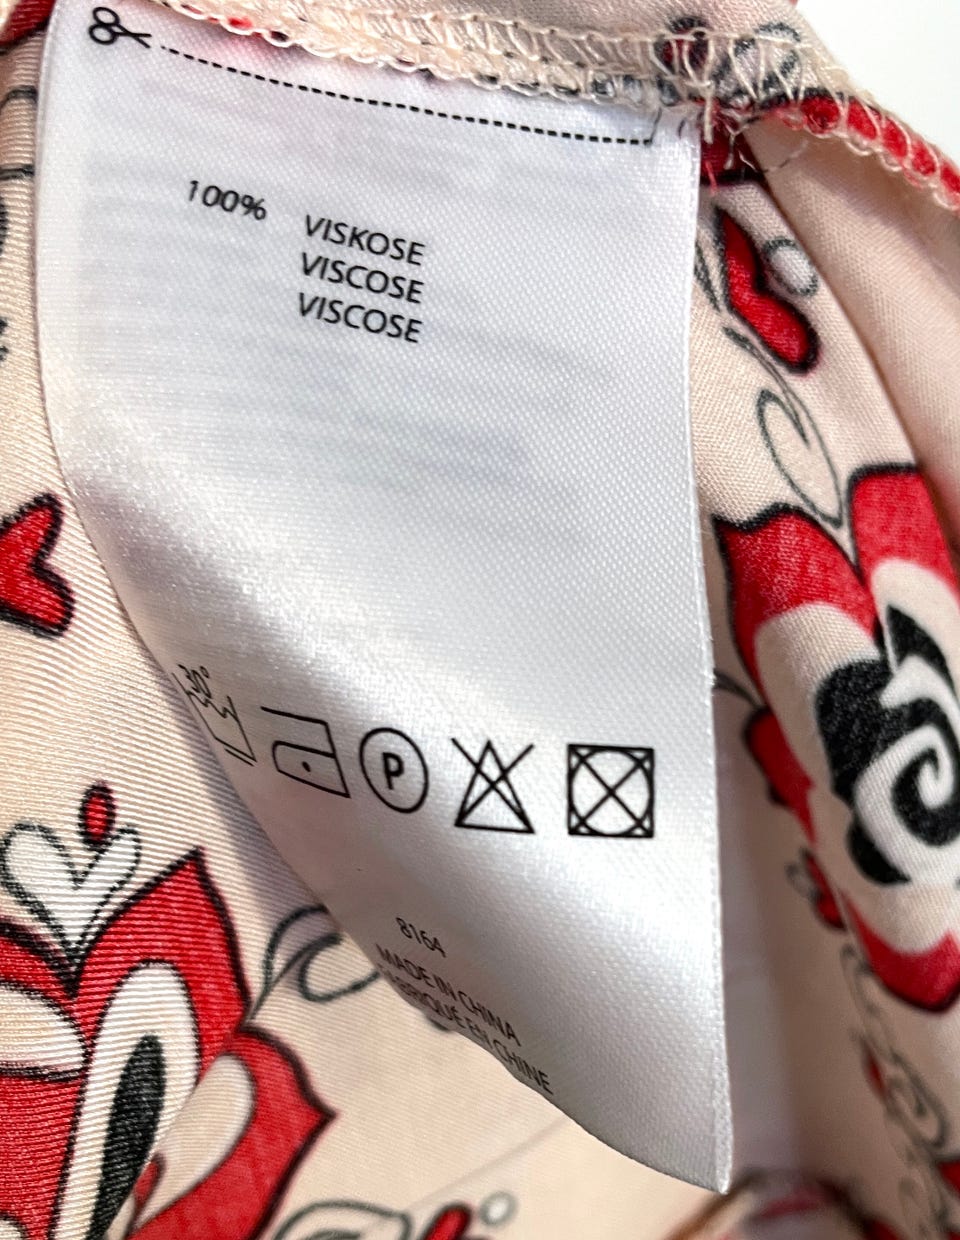 100% VISKOSE
VISCOSE
VISCOSE
30°
P
8164
MADE IN CHINA
FABRIQUÉ EN CHINE